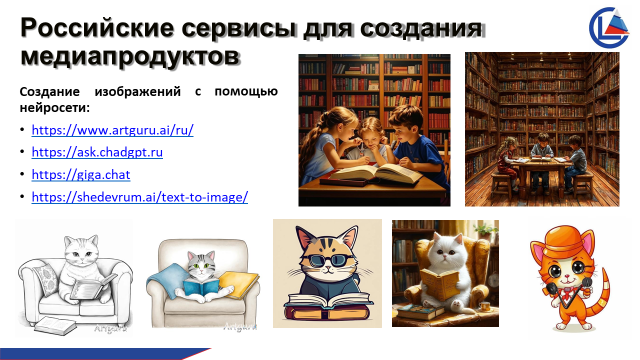 Российские сервисы для создания
медиапродуктов
Создание изображений с помощью
нейросети:
• https://www.artguru.ai/ru/
• https://ask.chadgpt.ru
• https://giga.chat
• https://shedevrum.ai/text-to-image/
Artguru
Artguru